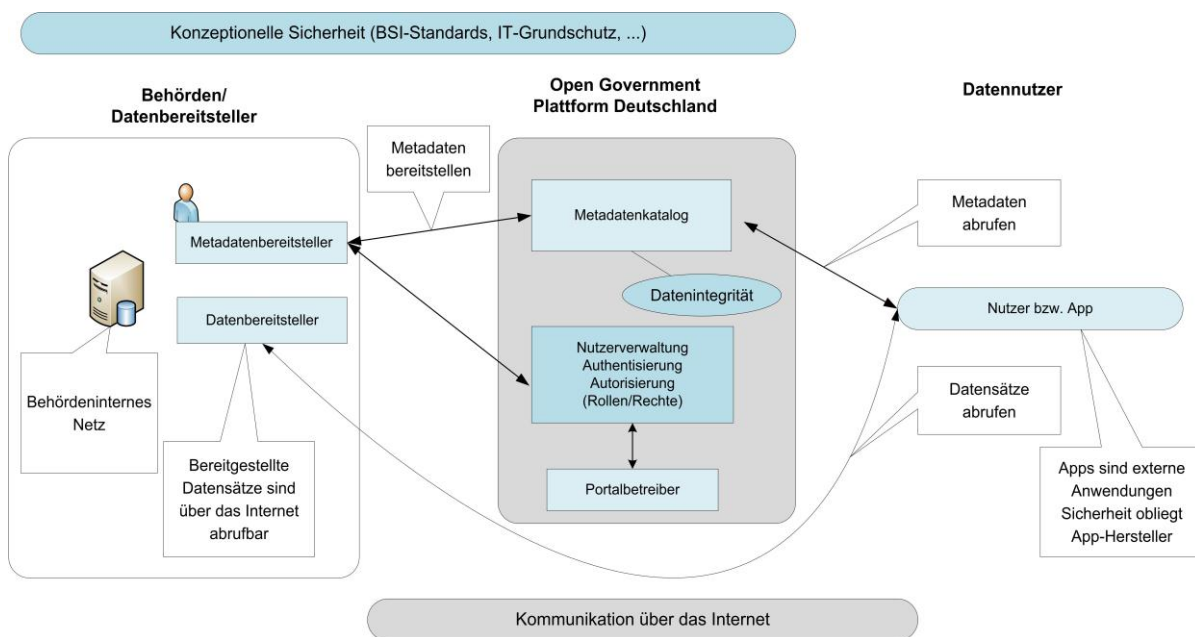 Konzeptionelle Sicherheit (BSI-Standards, IT-Grundschutz, ...)
Behörden/
Datenbereitsteller
Open Government
Plattform Deutschland
Datennutzer
Metadaten
bereitstellen
Metadatenbereitsteller
Metadatenkatalog
Metadaten
abrufen
Datenintegrität
Datenbereitsteller
Nutzer bzw. App
Nutzerverwaltung
Authentisierung
Autorisierung
(Rollen/Rechte)
Behördeninternes
Netz
Datensätze
abrufen
Bereitgestellte
Datensätze sind
über das Internet
abrufbar
Portalbetreiber
Apps sind externe
Anwendungen
Sicherheit obliegt
App-Hersteller
Kommunikation über das Internet